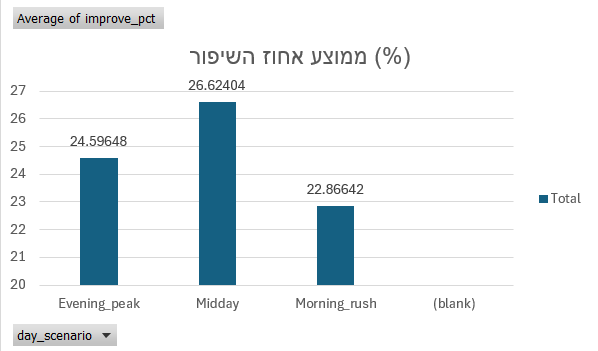 Average of improve_pct
ממוצע אחוז השיפור (%)
27
26
25
24
23
22
21
20
24.59648
26.62404
22.86642
Evening_peak
Midday
Morning_rush
(blank)
Total
day_scenario